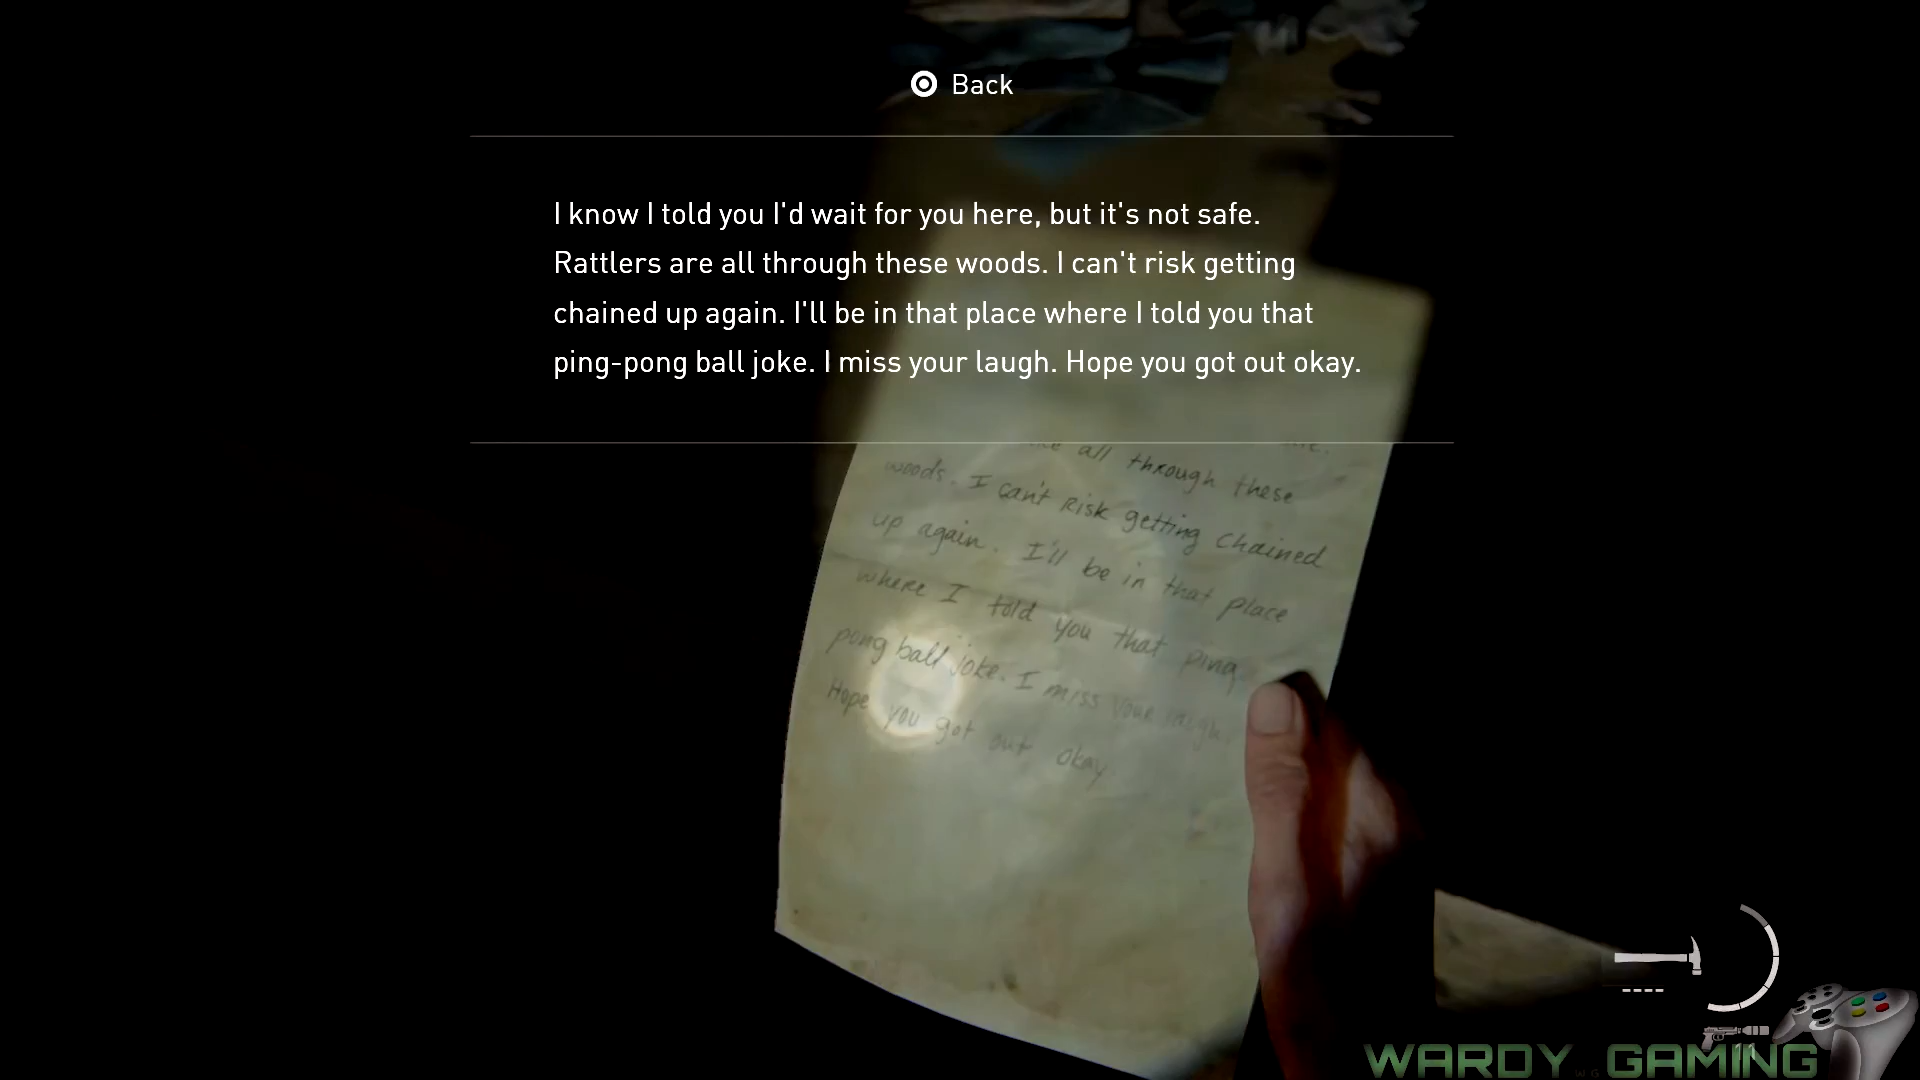 Back
I know I told you I'd wait for you here, but it's not safe.
Rattlers are all through these woods. I can't risk getting
chained up again. I'll be in that place where I told you that
ping-pong ball joke. I miss your laugh. Hope you got out okay.
all through these
woods. I can't risk getting chained
up again. I'll be in that place
where I told you that ping
pong ball joke. I miss your laugh.
Hope you got out okay.
WARDY GAMING